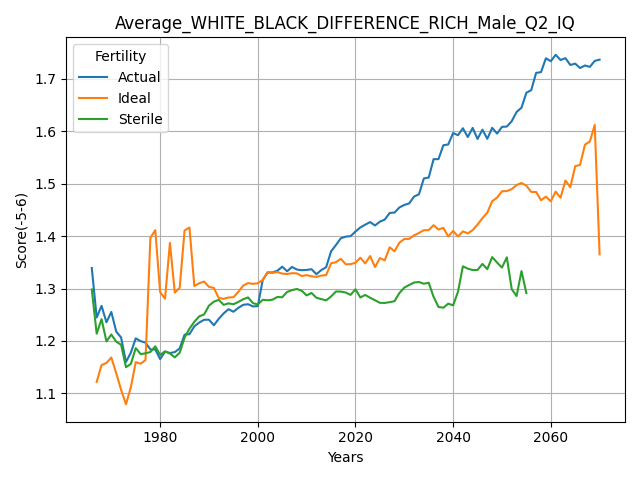 Average_WHITE_BLACK_DIFFERENCE_RICH_Male_Q2_IQ
Fertility
Actual
Ideal
Sterile
Score(-5-6)
1.7
1.6
1.5
1.4
1.3
1.2
1.1
1980
2000
2020
2040
2060
Years